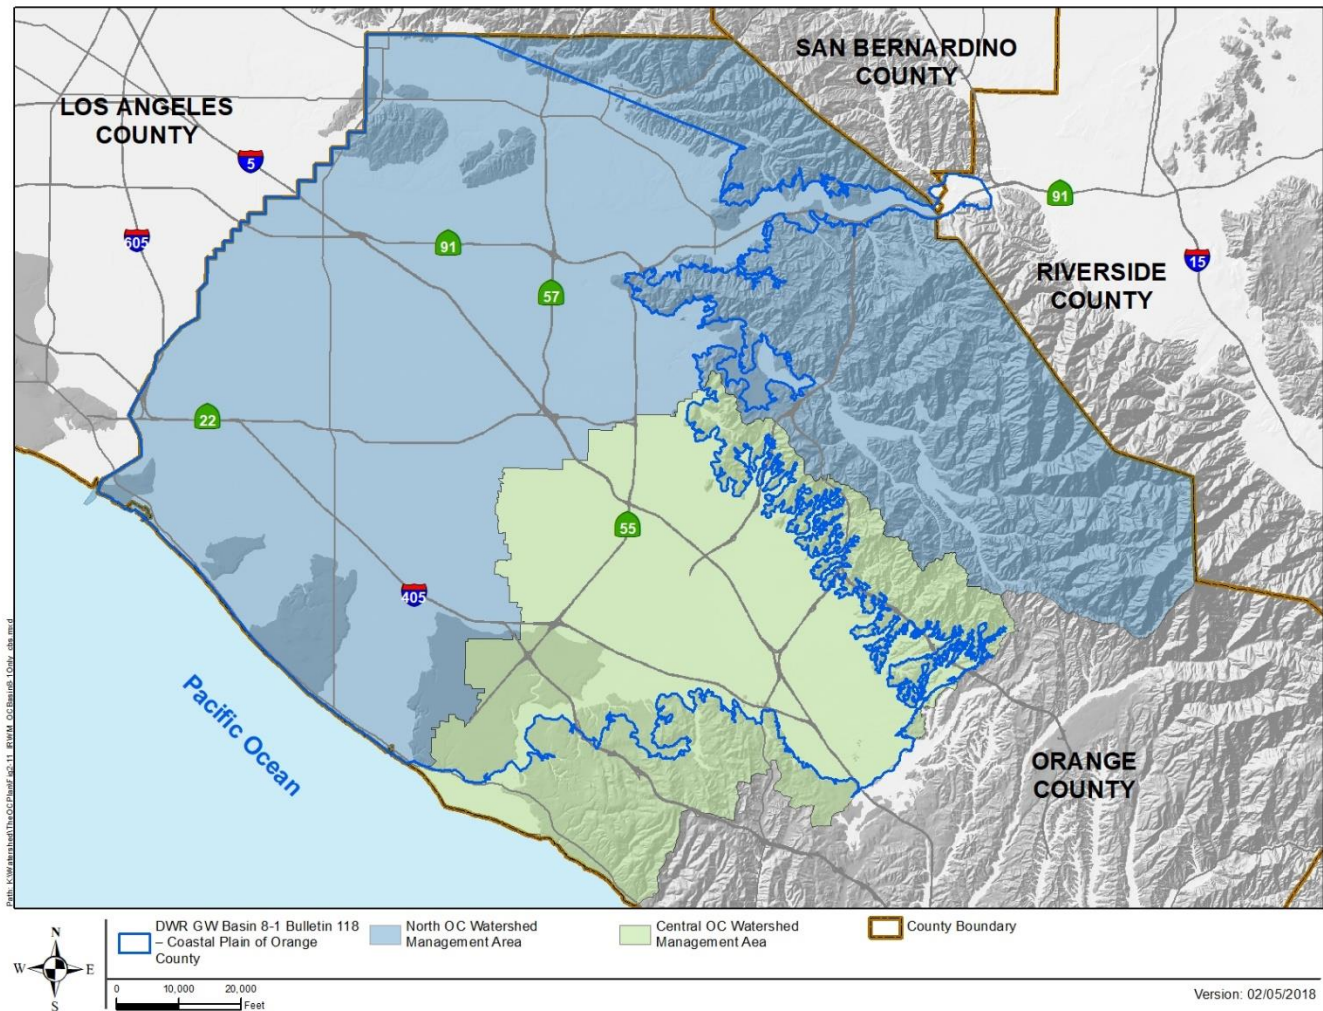 SAN BERNARDINO
COUNTY
LOS ANGELES
COUNTY
5
91
605
91
15
RIVERSIDE
COUNTY
57
22
55
405
Pacific Ocean
ORANGE
COUNTY
N
W
E
S
DWR GW Basin 8-1 Bulletin 118
– Coastal Plain of Orange
County
North OC Watershed
Management Area
Central OC Watershed
Management Aea
County Boundary
0
10,000
20,000
Feet
Version: 02/05/2018